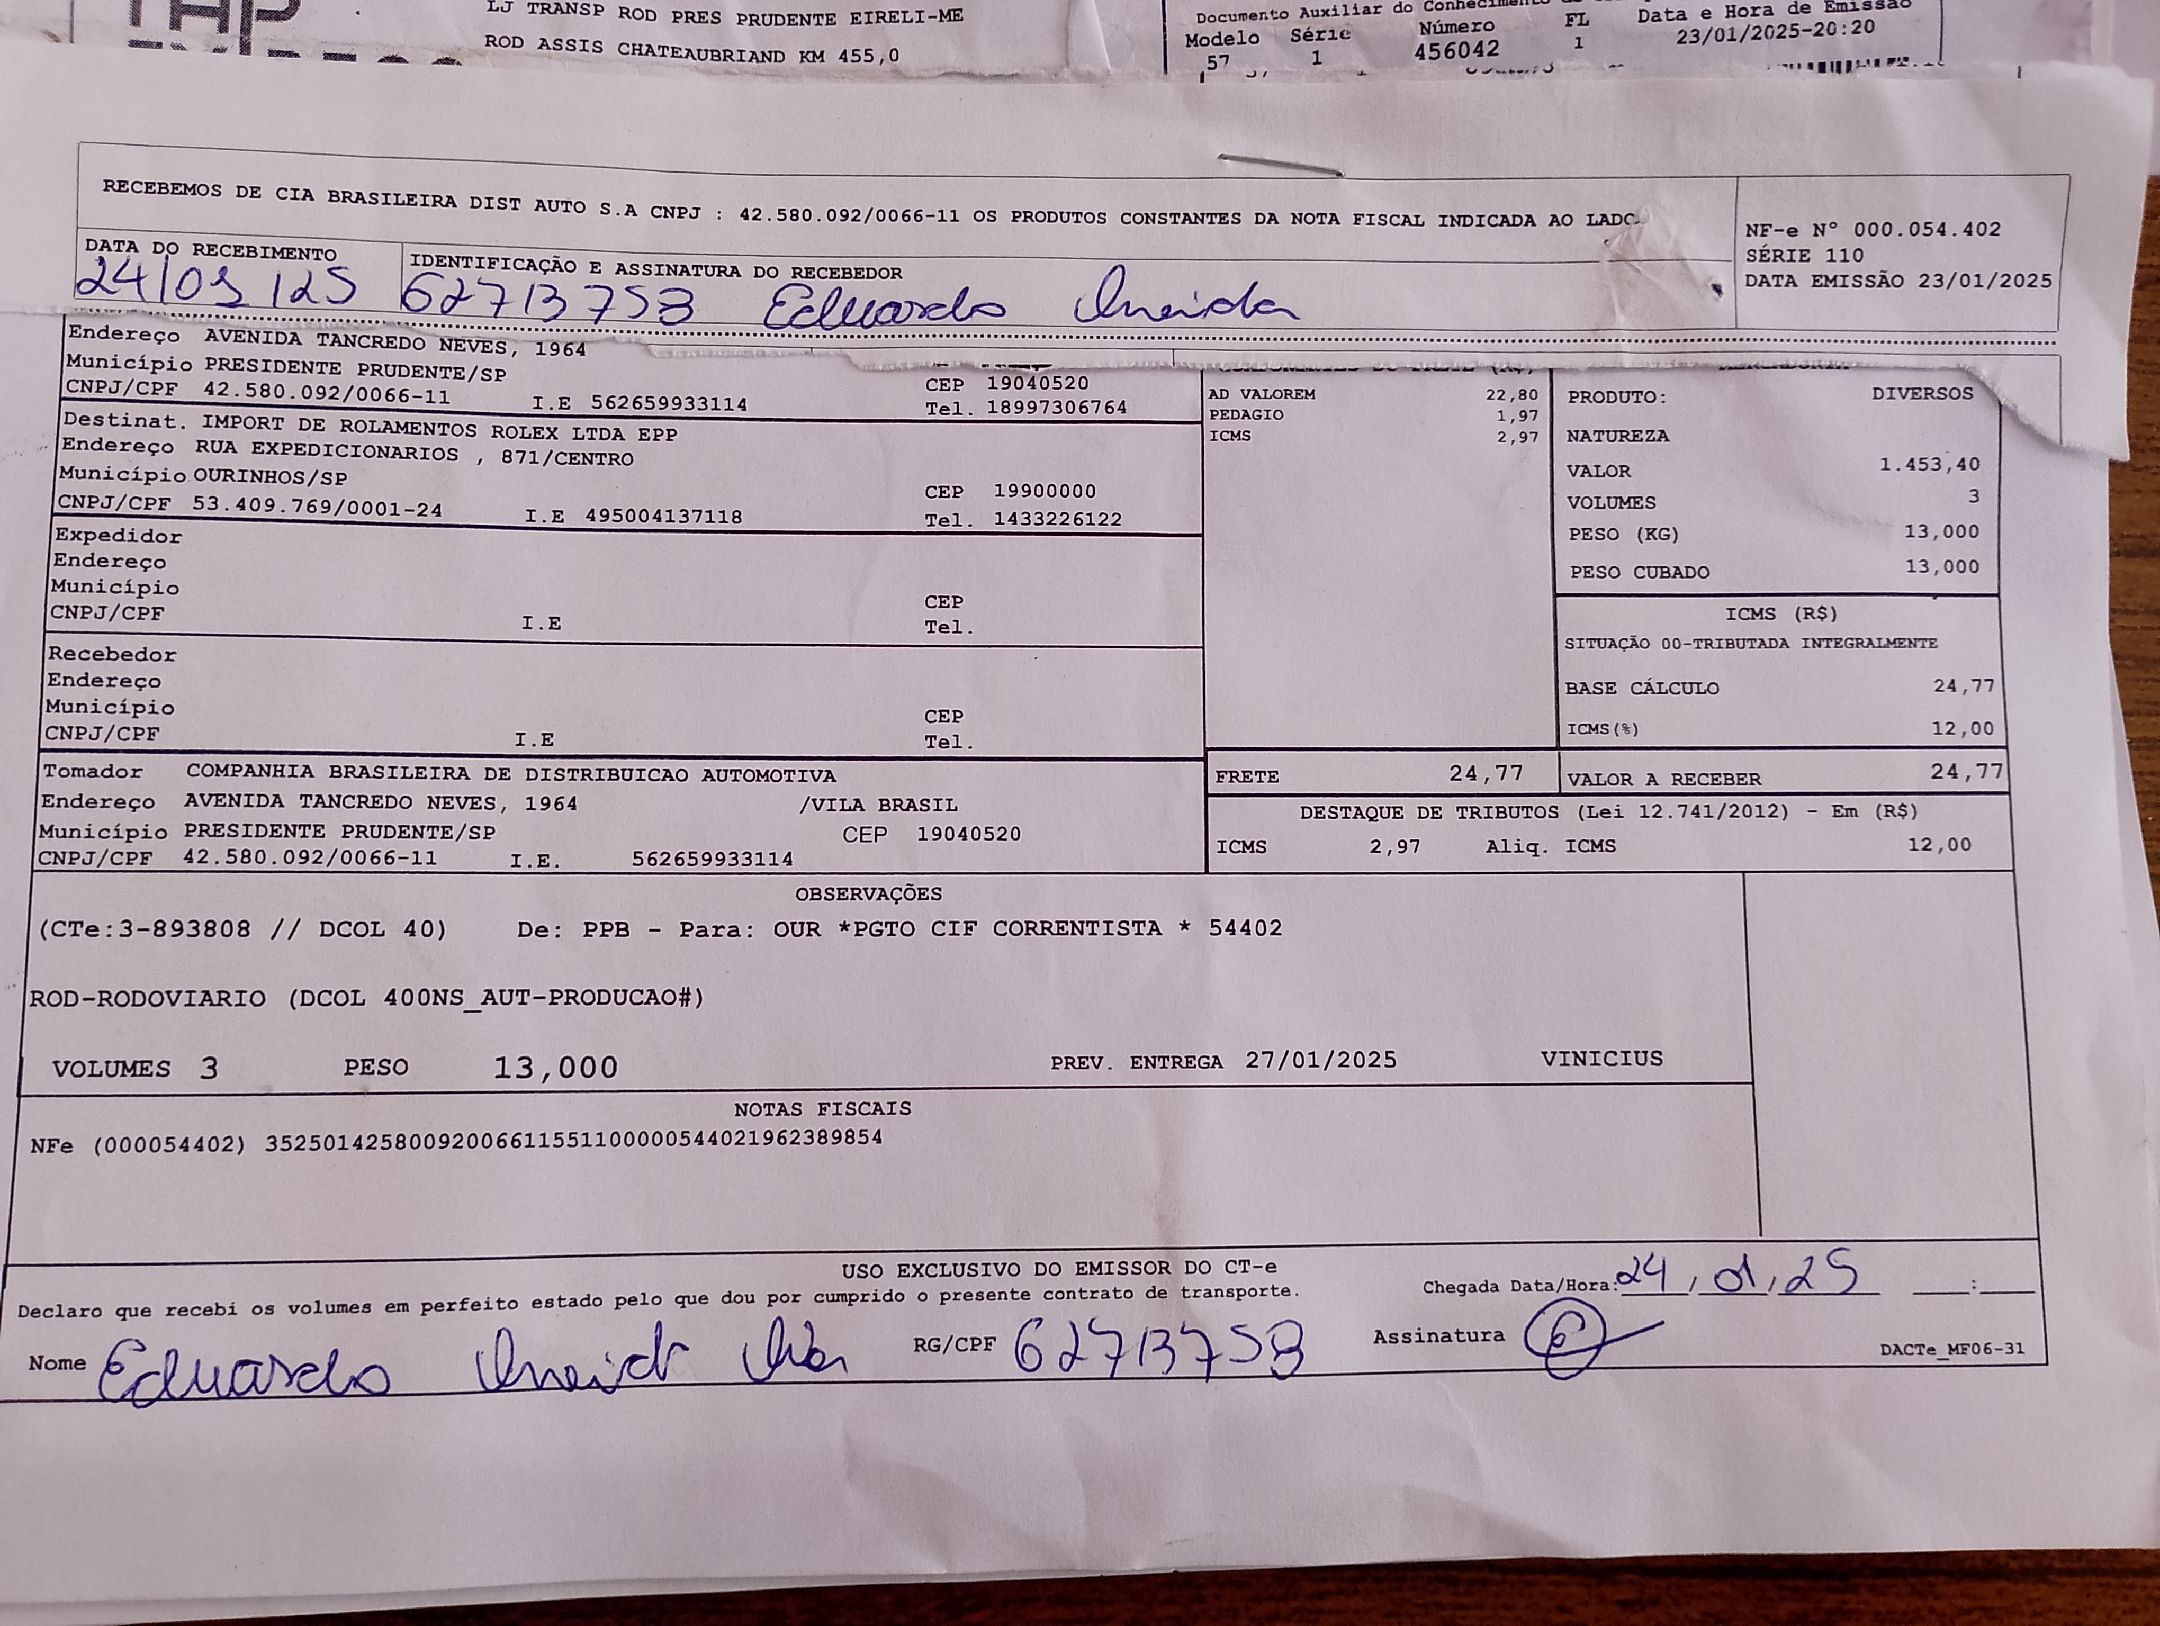 LJ TRANSP ROD PRES PRUDENTE EIRELI-ME
ROD ASSIS CHATEAUBRIAND KM 455,0
Documento Auxiliar do Conhecimento
Data e Hora de Emissão
Modelo Série Número FL
57 1 456042 1 23/01/2025-20:20
RECEBEMOS DE CIA BRASILEIRA DIST AUTO S.A CNPJ : 42.580.092/0066-11 OS PRODUTOS CONSTANTES DA NOTA FISCAL INDICADA AO LADO
NF-e Nº 000.054.402
SÉRIE 110
DATA EMISSÃO 23/01/2025
DATA DO RECEBIMENTO
24/01/25
IDENTIFICAÇÃO E ASSINATURA DO RECEBEDOR
62713758 Eduardo
Endereço AVENIDA TANCREDO NEVES, 1964
Município PRESIDENTE PRUDENTE/SP CEP 19040520
CNPJ/CPF 42.580.092/0066-11 I.E 562659933114 Tel. 18997306764
Destinat. IMPORT DE ROLAMENTOS ROLEX LTDA EPP
Endereço RUA EXPEDICIONARIOS , 871/CENTRO
Município OURINHOS/SP CEP 19900000
CNPJ/CPF 53.409.769/0001-24 I.E 495004137118 Tel. 1433226122
Expedidor
Endereço
Município CEP
CNPJ/CPF I.E Tel.
Recebedor
Endereço
Município CEP
CNPJ/CPF I.E Tel.
Tomador COMPANHIA BRASILEIRA DE DISTRIBUICAO AUTOMOTIVA
Endereço AVENIDA TANCREDO NEVES, 1964 /VILA BRASIL
Município PRESIDENTE PRUDENTE/SP CEP 19040520
CNPJ/CPF 42.580.092/0066-11 I.E. 562659933114
AD VALOREM 22,80
PEDAGIO 1,97
ICMS 2,97
PRODUTO: DIVERSOS
NATUREZA
VALOR 1.453,40
VOLUMES 3
PESO (KG) 13,000
PESO CUBADO 13,000
ICMS (R$)
SITUAÇÃO 00-TRIBUTADA INTEGRALMENTE
BASE CÁLCULO 24,77
ICMS(%) 12,00
FRETE 24,77 VALOR A RECEBER 24,77
DESTAQUE DE TRIBUTOS (Lei 12.741/2012) - Em (R$)
ICMS 2,97 Aliq. ICMS 12,00
OBSERVAÇÕES
(CTe:3-893808 // DCOL 40) De: PPB - Para: OUR *PGTO CIF CORRENTISTA * 54402
ROD-RODOVIARIO (DCOL 400NS_AUT-PRODUCAO#)
VOLUMES 3 PESO 13,000 PREV. ENTREGA 27/01/2025 VINICIUS
NOTAS FISCAIS
NFe (000054402) 35250142580092006611551100000544021962389854
USO EXCLUSIVO DO EMISSOR DO CT-e
Declaro que recebi os volumes em perfeito estado pelo que dou por cumprido o presente contrato de transporte.
Chegada Data/Hora: 24, 01, 25 :
Nome Eduardo RG/CPF 62713758 Assinatura
DACTe_MF06-31